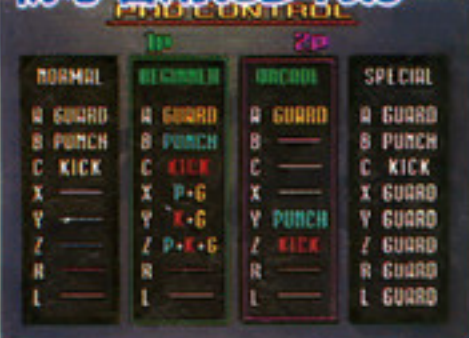 PAD CONTROL
1P 2P
NORMAL BEGINNER ARCADE SPECIAL
A GUARD A GUARD A GUARD A GUARD
B PUNCH B PUNCH B — B PUNCH
C KICK C KICK C — C KICK
X — X P+G X — X GUARD
Y — Y K+G Y PUNCH Y GUARD
Z — Z P+K+G Z KICK Z GUARD
R — R — R — R GUARD
L — L — L — L GUARD